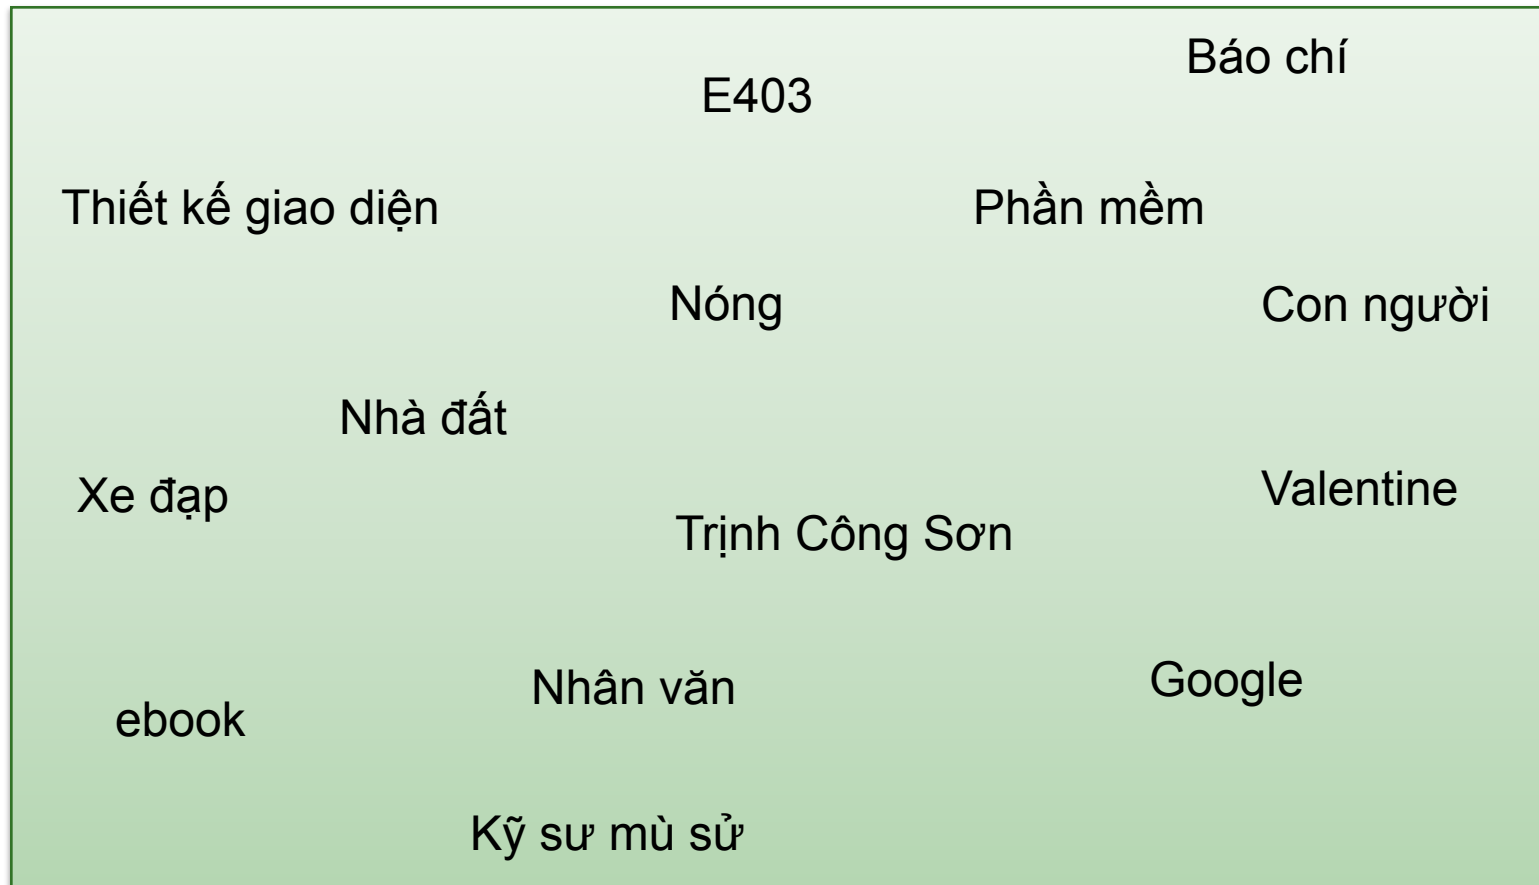 Báo chí
E403
Thiết kế giao diện
Phần mềm
Nóng
Con người
Nhà đất
Xe đạp
Valentine
Trịnh Công Sơn
Nhân văn
Google
ebook
Kỹ sư mù sử